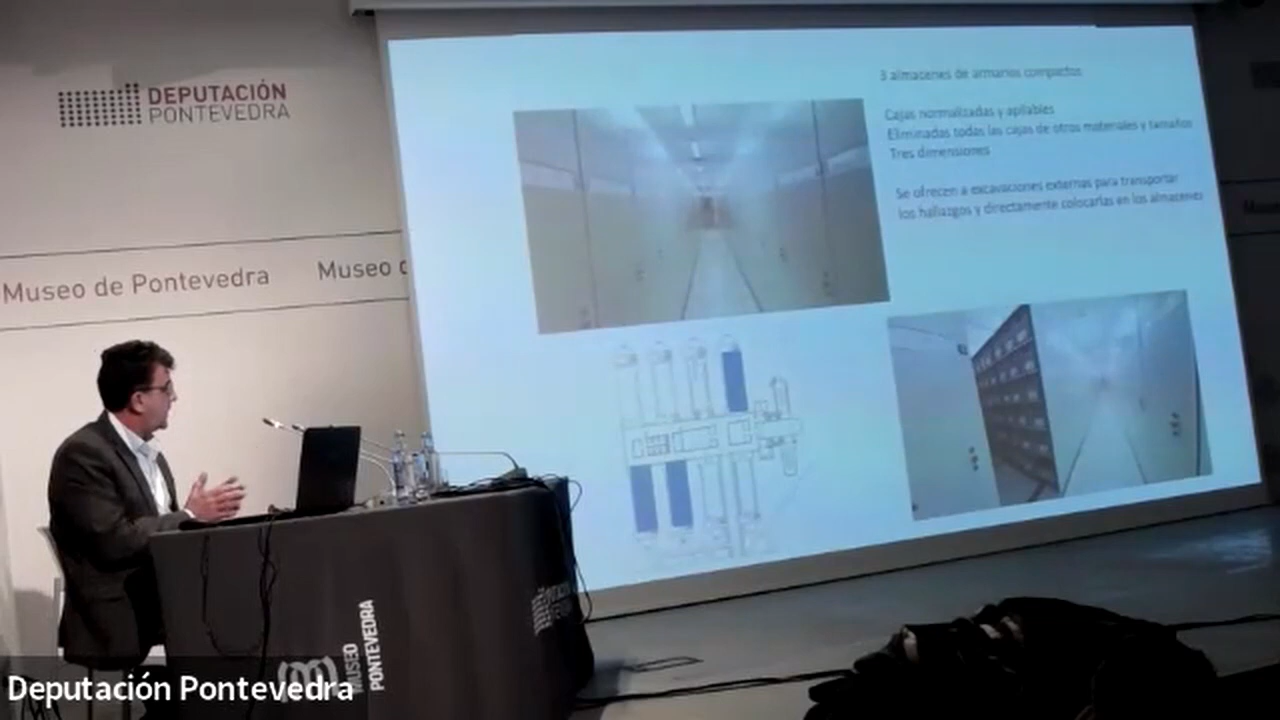 DEPUTACIÓN
PONTEVEDRA
Museo de Pontevedra
Museo d
3 almacenes de armarios compactos
Cajas normalizadas y apilables
Eliminadas todas las cajas de otros materiales y tamaños
Tres dimensiones
Se ofrecen a excavaciones externas para transportar
los hallazgos y directamente colocarlas en los almacenes
MUSEO
PONTEVEDRA
Deputación Pontevedra